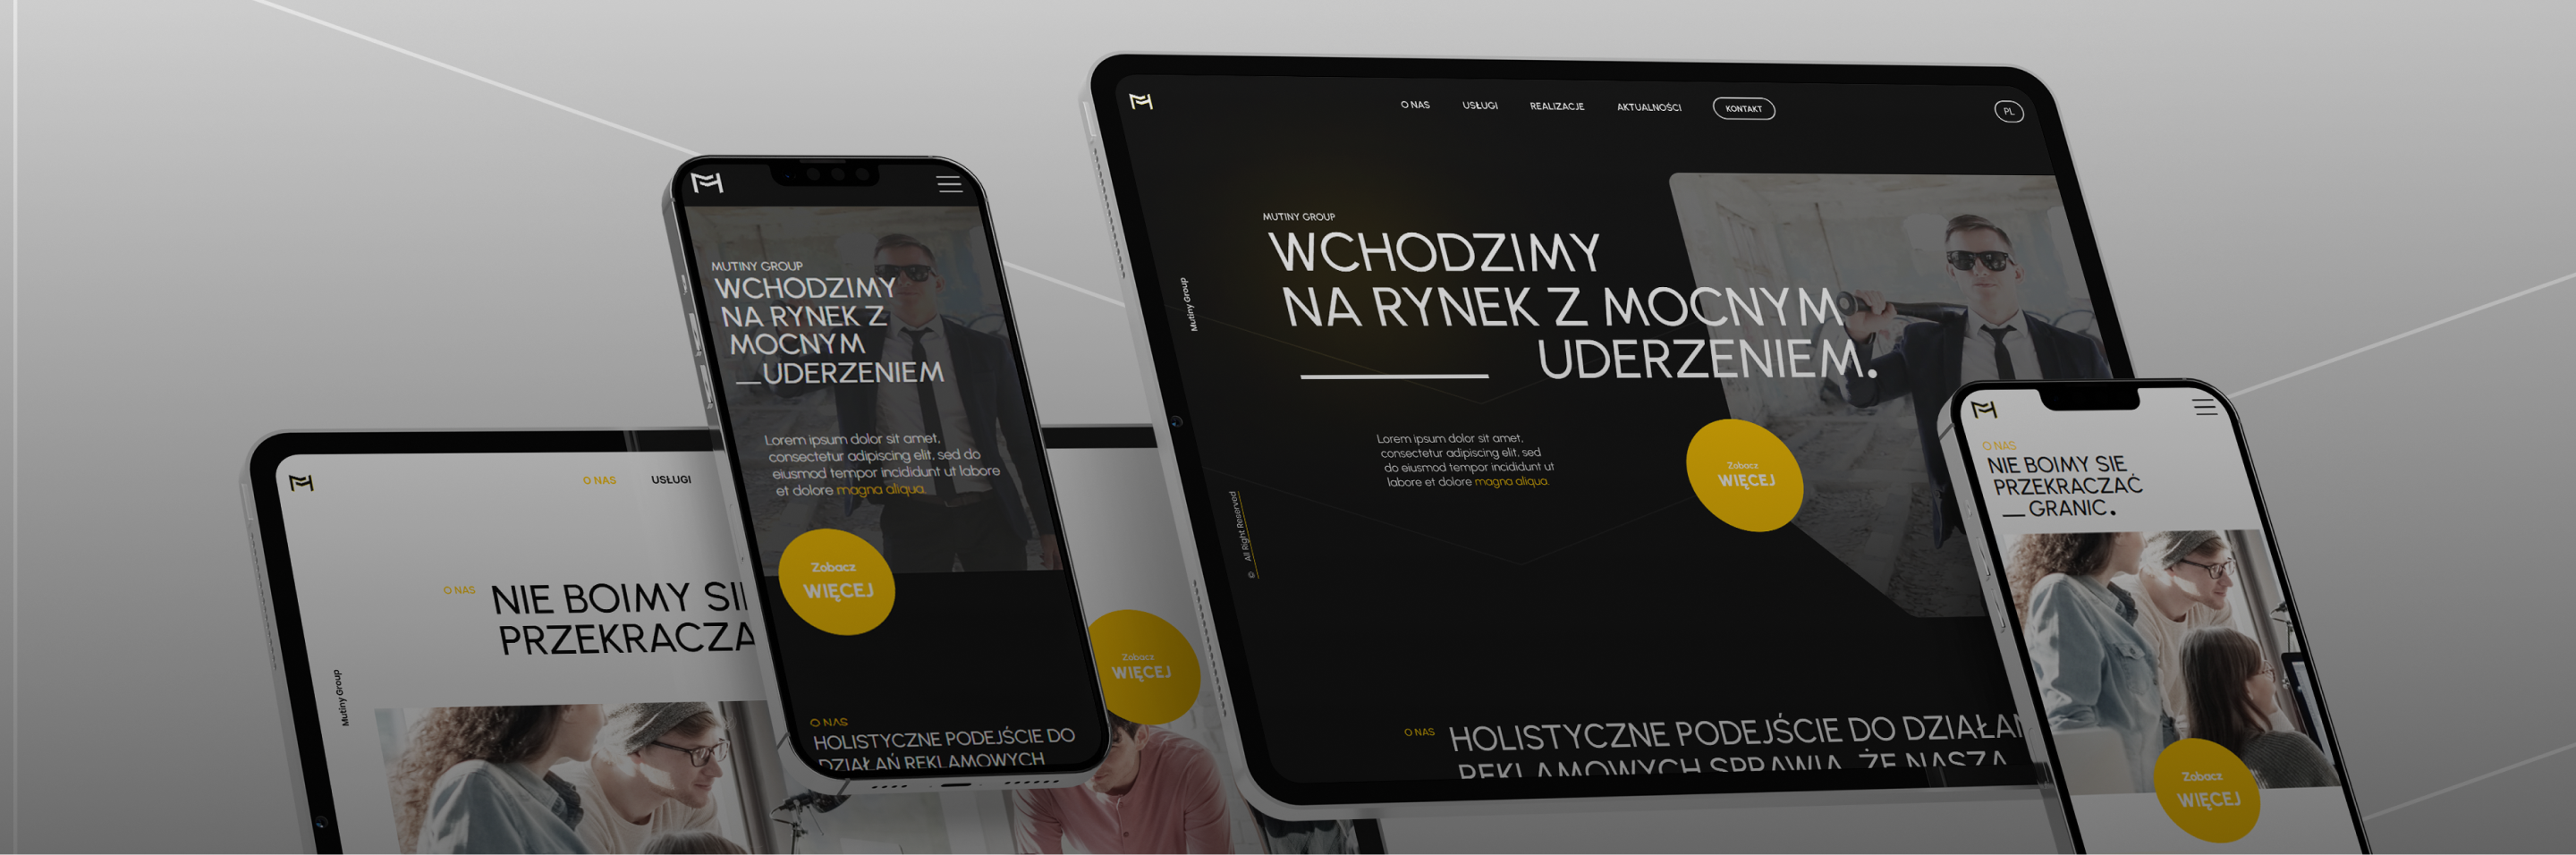 O NAS
USŁUGI
O NAS
NIE BOIMY SI
PRZEKRACZA
Mutiny Group
MUTINY GROUP
WCHODZIMY
NA RYNEK Z
MOCNYM
__UDERZENIEM
Lorem ipsum dolor sit amet,
consectetur adipiscing elit, sed do
eiusmod tempor incididunt ut labore
et dolore magna aliqua.
Zobacz
WIĘCEJ
O NAS
HOLISTYCZNE PODEJŚCIE DO
DZIAŁAŃ REKLAMOWYCH
Zobacz
WIĘCEJ
O NAS
USŁUGI
REALIZACJE
AKTUALNOŚCI
KONTAKT
PL
MUTINY GROUP
WCHODZIMY
NA RYNEK Z MOCNYM
UDERZENIEM.
Mutiny Group
Lorem ipsum dolor sit amet,
consectetur adipiscing elit, sed
do eiusmod tempor incididunt ut
labore et dolore magna aliqua.
© All Right Reserved
Zobacz
WIĘCEJ
O NAS
HOLISTYCZNE PODEJŚCIE DO DZIAŁAŃ
REKLAMOWYCH SPRAWIA, ŻE NASZA
O NAS
NIE BOIMY SIĘ
PRZEKRACZAĆ
__ GRANIC.
Zobacz
WIĘCEJ